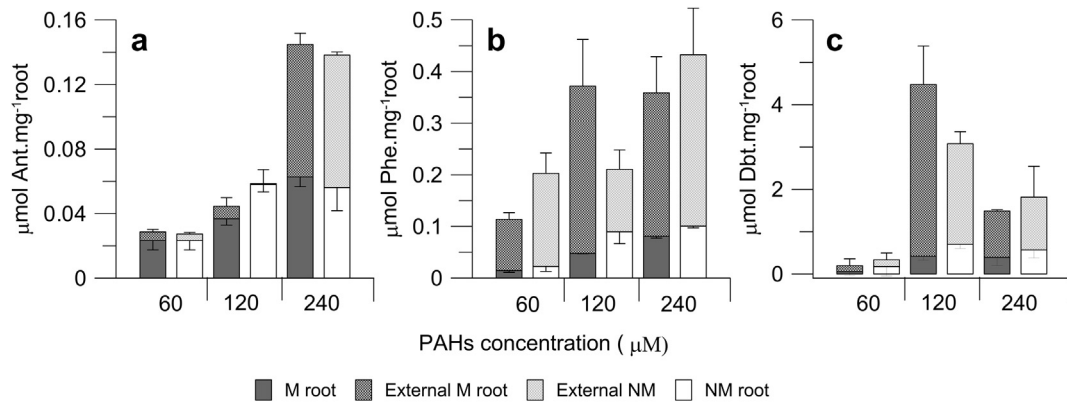 a
μmol Ant.mg⁻¹root
0.16
0.12
0.08
0.04
0
60 120 240
b
μmol Phe.mg⁻¹root
0.5
0.4
0.3
0.2
0.1
0
60 120 240
c
μmol Dbt.mg⁻¹root
6
4
2
0
60 120 240
PAHs concentration ( μM)
M root External M root External NM NM root